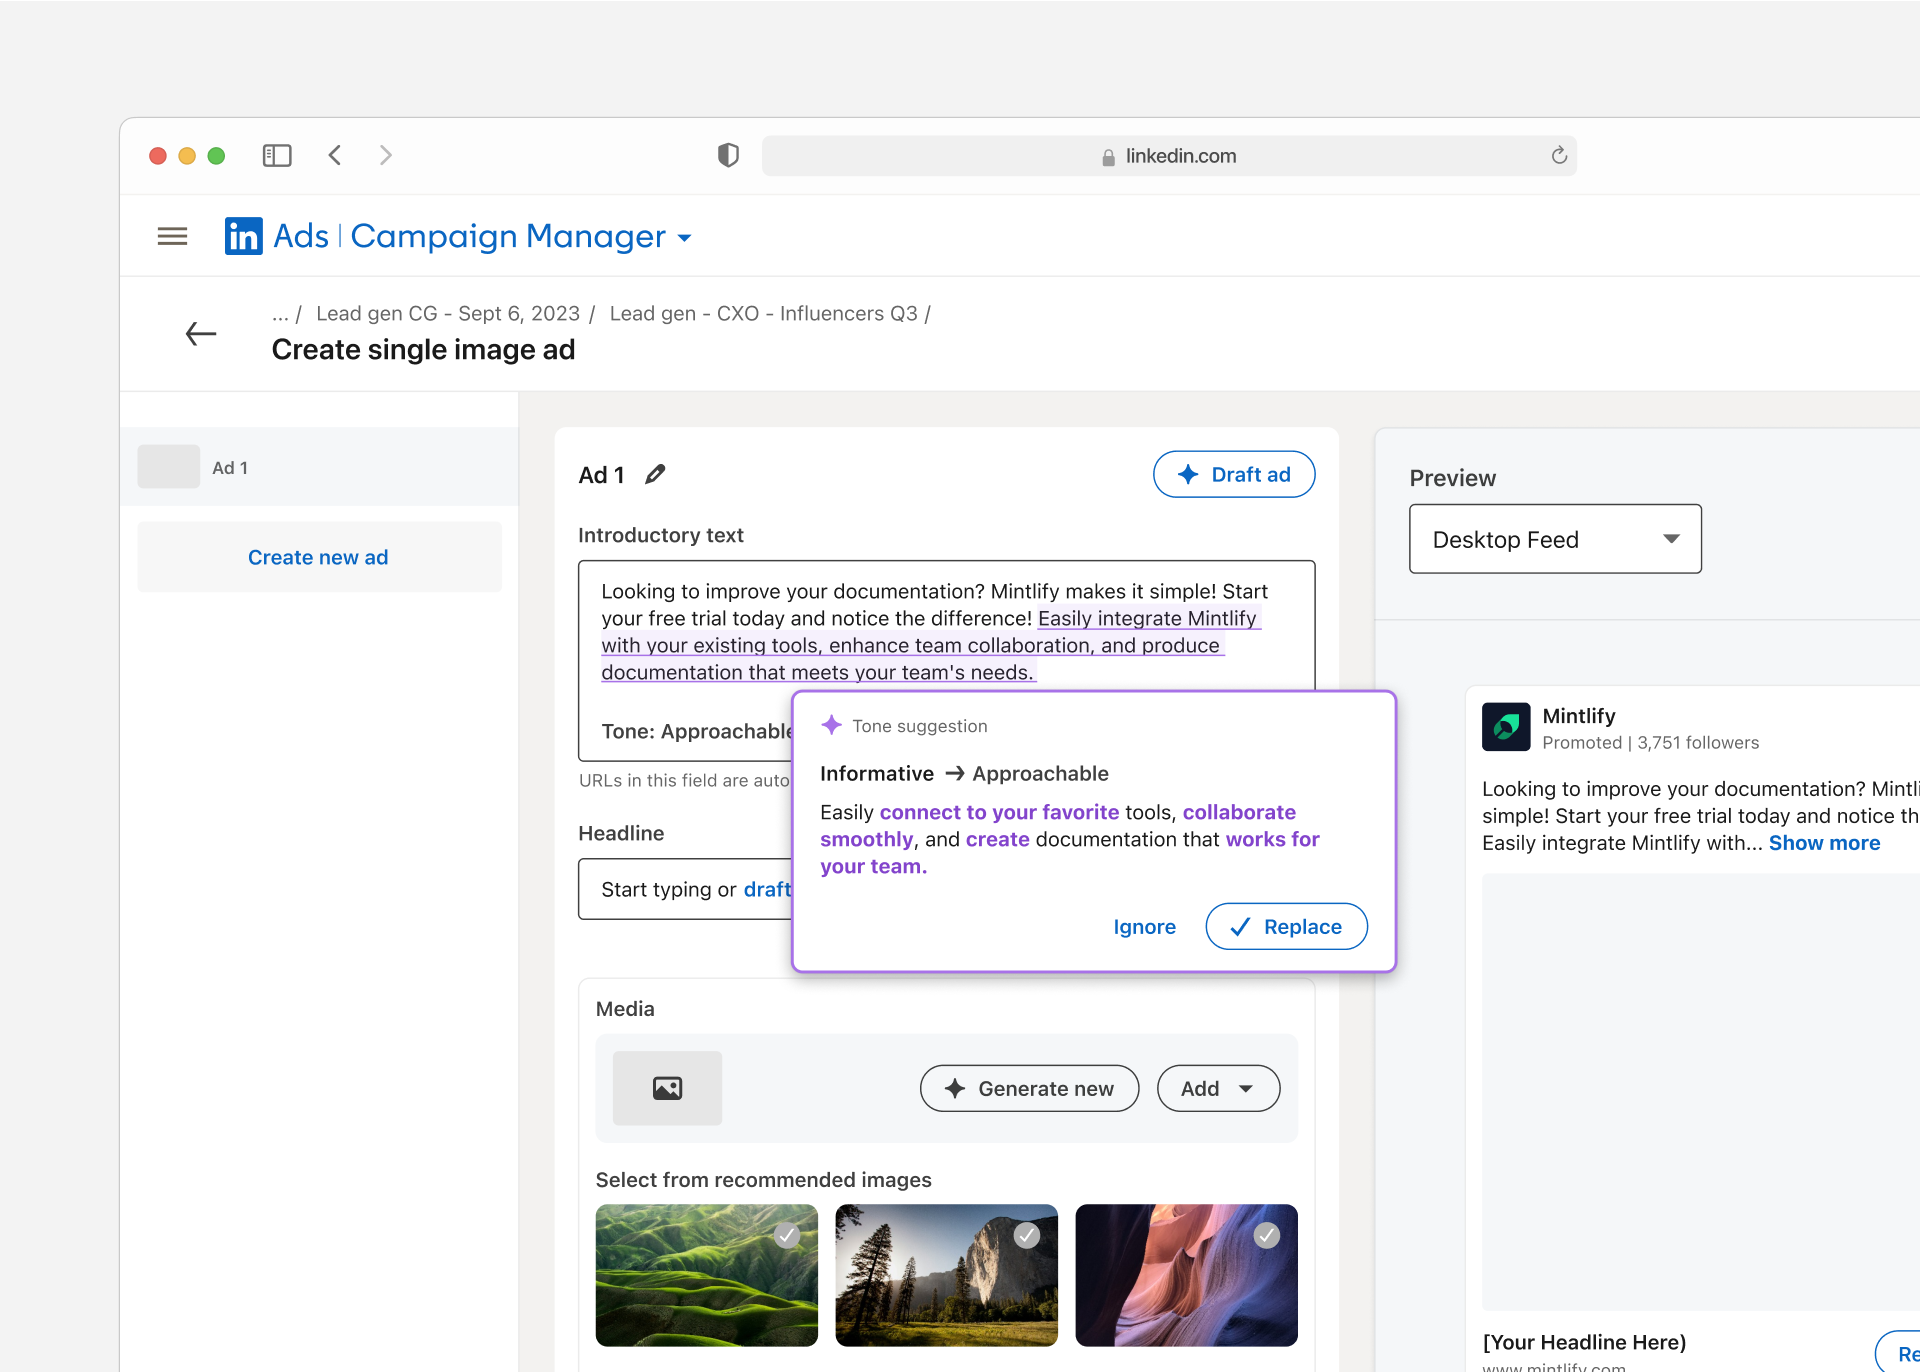 linkedin.com
in Ads | Campaign Manager
... / Lead gen CG - Sept 6, 2023 / Lead gen - CXO - Influencers Q3 /
Create single image ad
Ad 1
Create new ad
Ad 1
Draft ad
Introductory text
Looking to improve your documentation? Mintlify makes it simple! Start
your free trial today and notice the difference! Easily integrate Mintlify
with your existing tools, enhance team collaboration, and produce
documentation that meets your team's needs.
Tone: Approachable
URLs in this field are auto
Tone suggestion
Informative → Approachable
Easily connect to your favorite tools, collaborate
smoothly, and create documentation that works for
your team.
Ignore
Replace
Headline
Start typing or draft
Media
Generate new
Add
Select from recommended images
Preview
Desktop Feed
Mintlify
Promoted | 3,751 followers
Looking to improve your documentation? Mintli
simple! Start your free trial today and notice th
Easily integrate Mintlify with... Show more
[Your Headline Here)
www.mintlify.com
Re